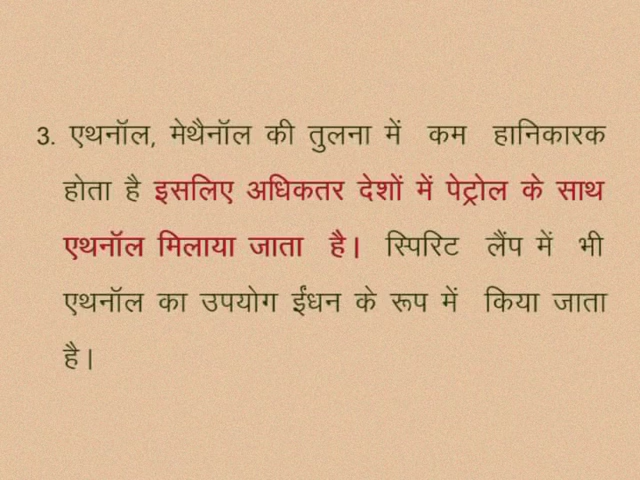 3. एथनॉल, मेथैनॉल की तुलना में कम हानिकारक
होता है इसलिए अधिकतर देशों में पेट्रोल के साथ
एथनॉल मिलाया जाता है। स्पिरिट लैंप में भी
एथनॉल का उपयोग ईंधन के रूप में किया जाता
है।